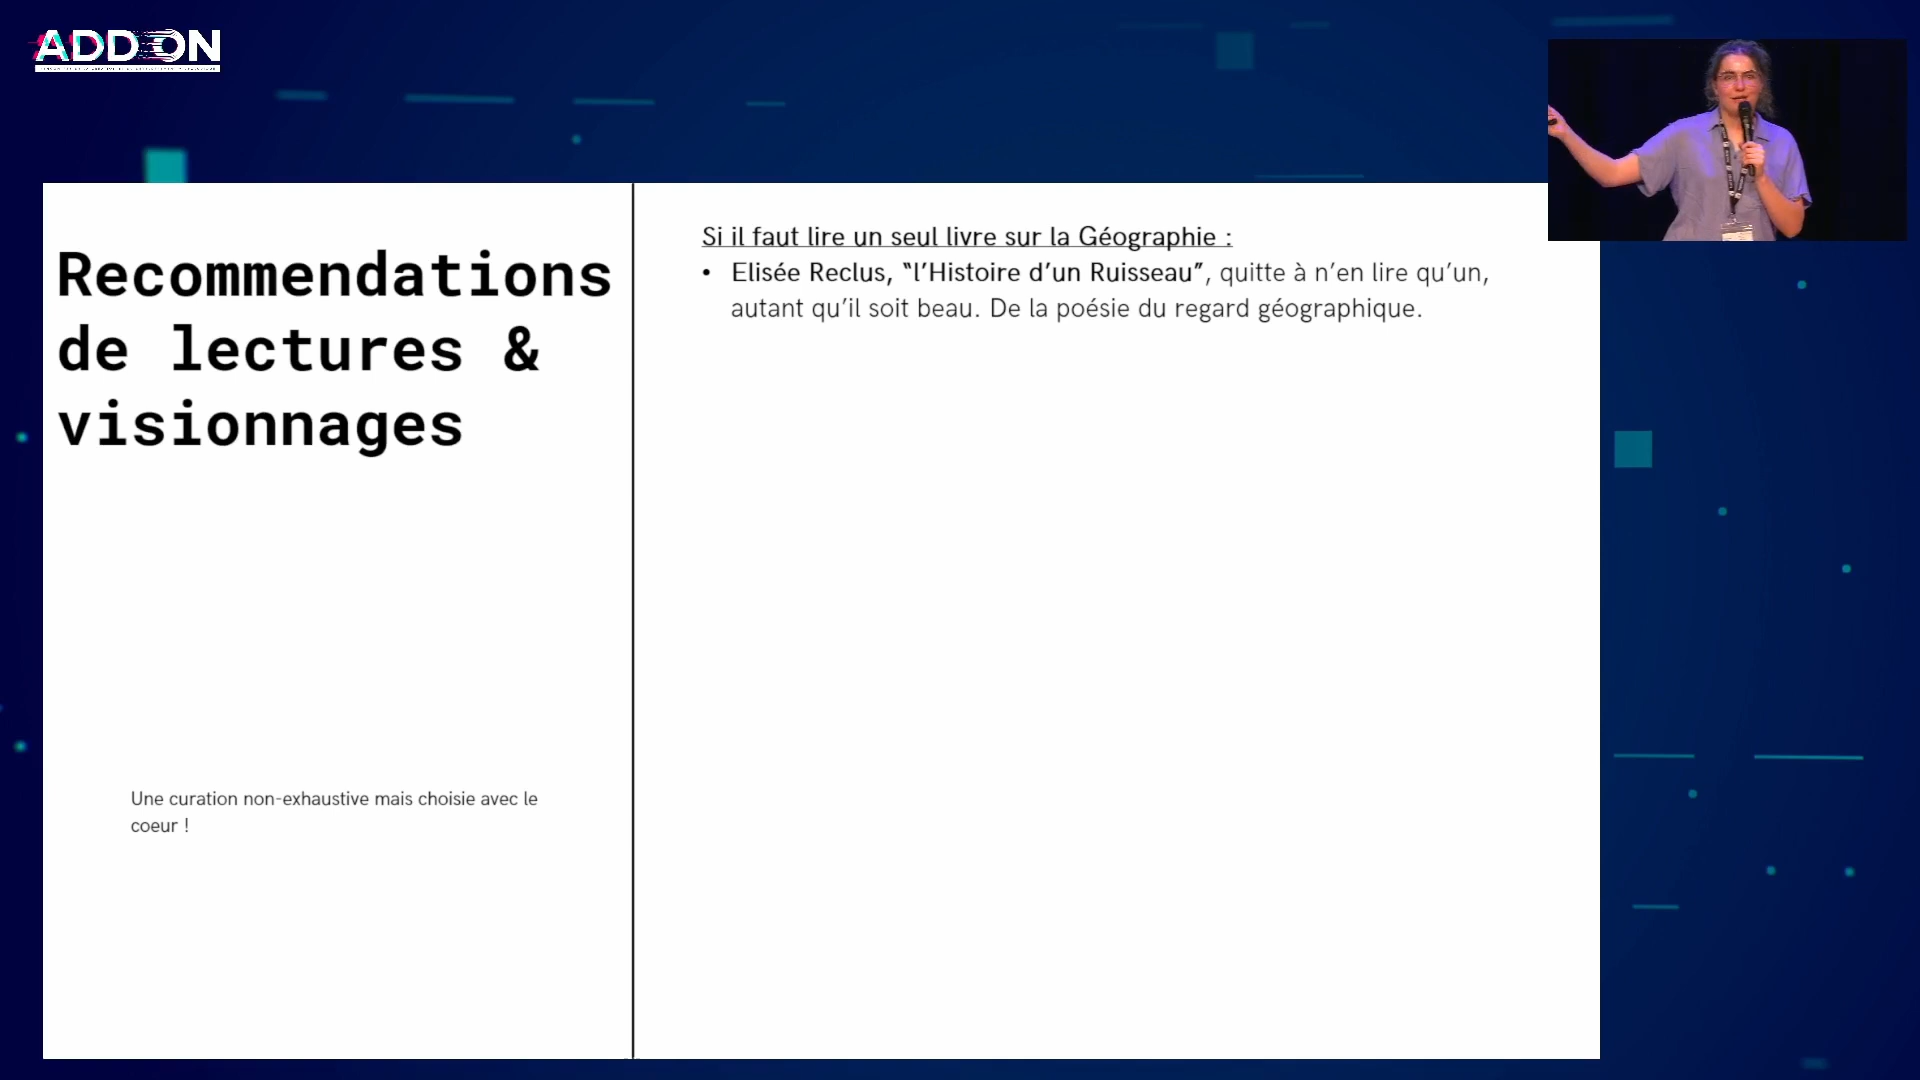 ADDON
Recommendations
de lectures &
visionnages
Une curation non-exhaustive mais choisie avec le
coeur !
Si il faut lire un seul livre sur la Géographie :
• Elisée Reclus, “l’Histoire d’un Ruisseau”, quitte à n’en lire qu’un,
autant qu’il soit beau. De la poésie du regard géographique.